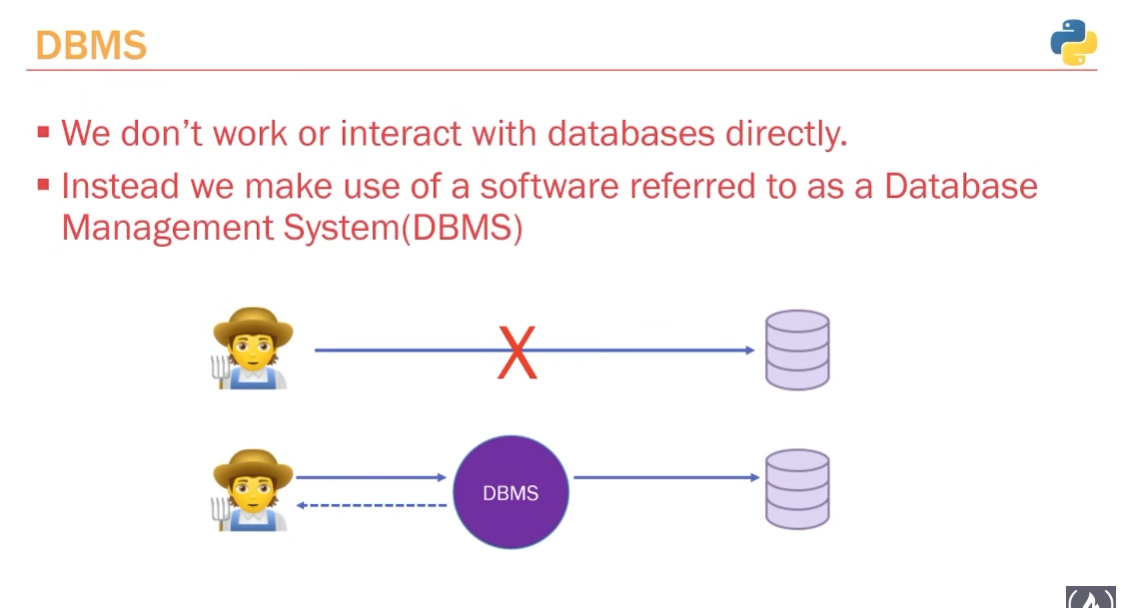 DBMS
We don't work or interact with databases directly.
Instead we make use of a software referred to as a Database
Management System(DBMS)
X
DBMS